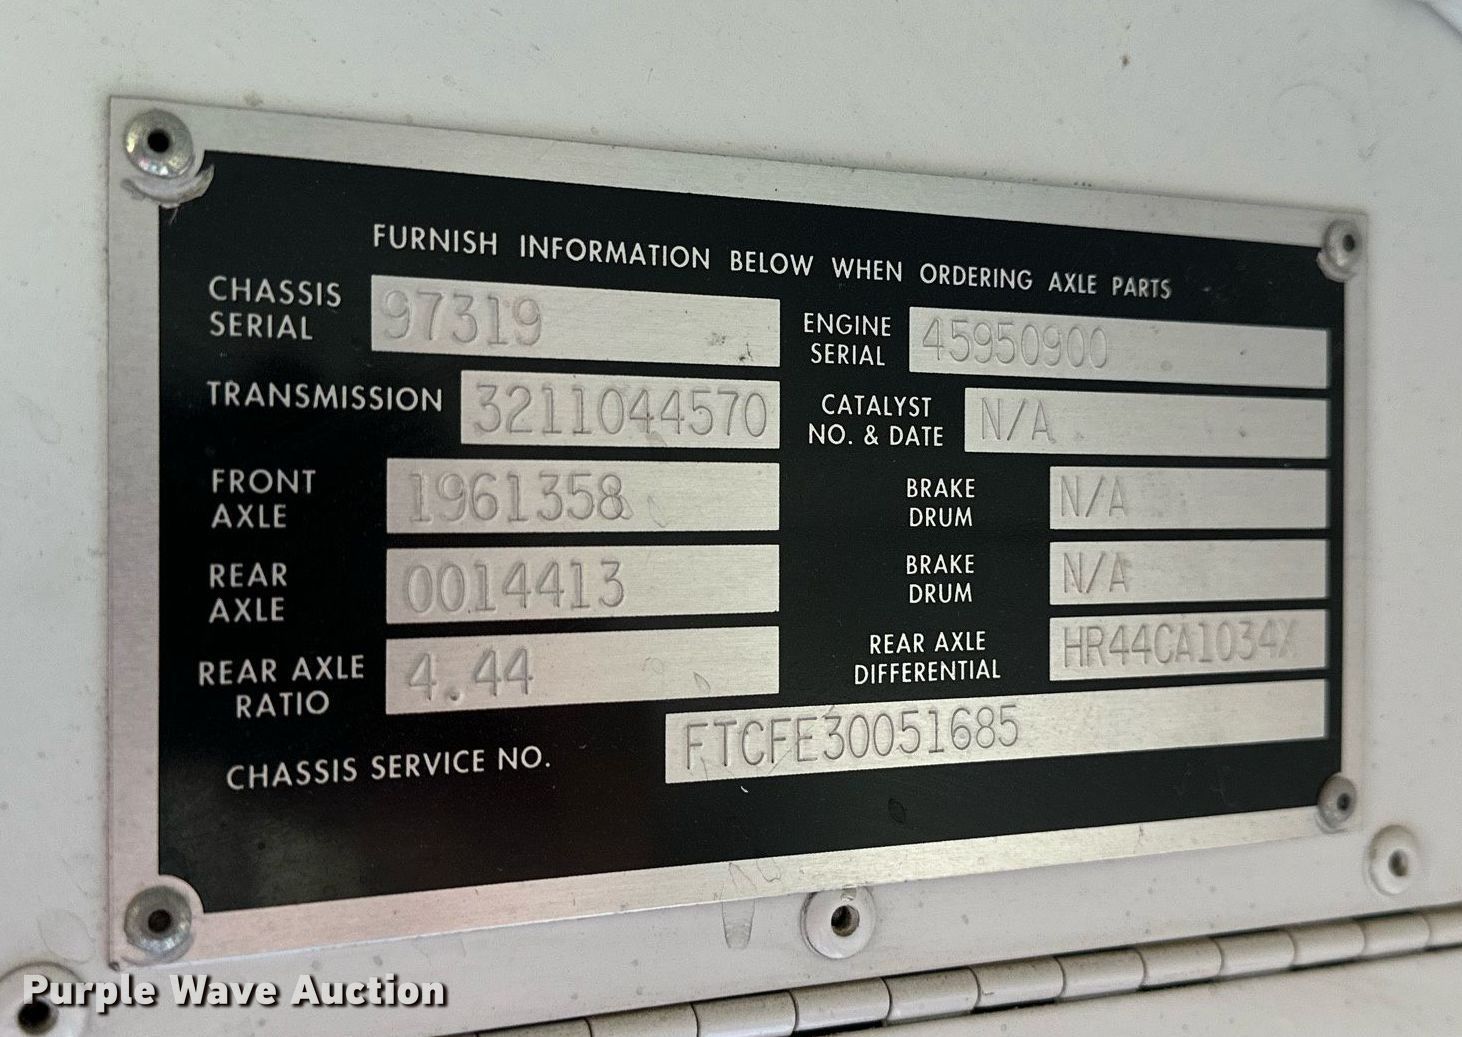 FURNISH INFORMATION BELOW WHEN ORDERING AXLE PARTS
CHASSIS SERIAL 97319
ENGINE SERIAL 45950900
TRANSMISSION 3211044570
CATALYST NO. & DATE N/A
FRONT AXLE 1961358
BRAKE DRUM N/A
REAR AXLE 0014413
BRAKE DRUM N/A
REAR AXLE RATIO 4.44
REAR AXLE DIFFERENTIAL HR44CA1034X
CHASSIS SERVICE NO. FTCFE30051685
Purple Wave Auction